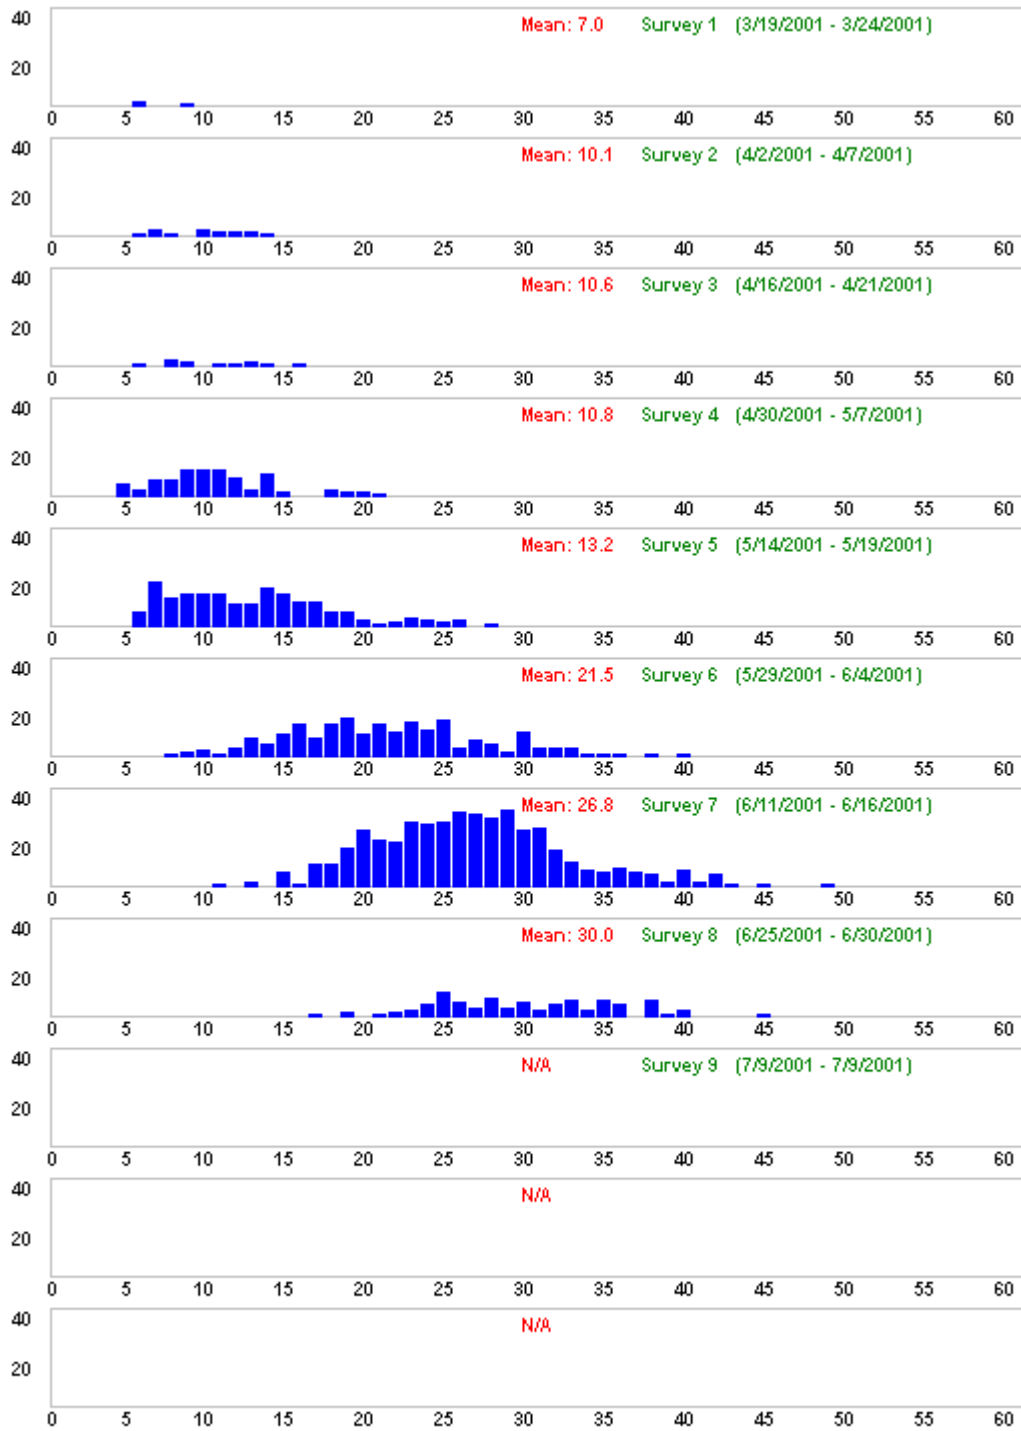 40 Mean: 7.0 Survey 1 (3/19/2001 - 3/24/2001)
20
0 5 10 15 20 25 30 35 40 45 50 55 60
40 Mean: 10.1 Survey 2 (4/2/2001 - 4/7/2001)
20
0 5 10 15 20 25 30 35 40 45 50 55 60
40 Mean: 10.6 Survey 3 (4/16/2001 - 4/21/2001)
20
0 5 10 15 20 25 30 35 40 45 50 55 60
40 Mean: 10.8 Survey 4 (4/30/2001 - 5/7/2001)
20
0 5 10 15 20 25 30 35 40 45 50 55 60
40 Mean: 13.2 Survey 5 (5/14/2001 - 5/19/2001)
20
0 5 10 15 20 25 30 35 40 45 50 55 60
40 Mean: 21.5 Survey 6 (5/29/2001 - 6/4/2001)
20
0 5 10 15 20 25 30 35 40 45 50 55 60
40 Mean: 26.8 Survey 7 (6/11/2001 - 6/16/2001)
20
0 5 10 15 20 25 30 35 40 45 50 55 60
40 Mean: 30.0 Survey 8 (6/25/2001 - 6/30/2001)
20
0 5 10 15 20 25 30 35 40 45 50 55 60
40 N/A Survey 9 (7/9/2001 - 7/9/2001)
20
0 5 10 15 20 25 30 35 40 45 50 55 60
40 N/A
20
0 5 10 15 20 25 30 35 40 45 50 55 60
40 N/A
20
0 5 10 15 20 25 30 35 40 45 50 55 60